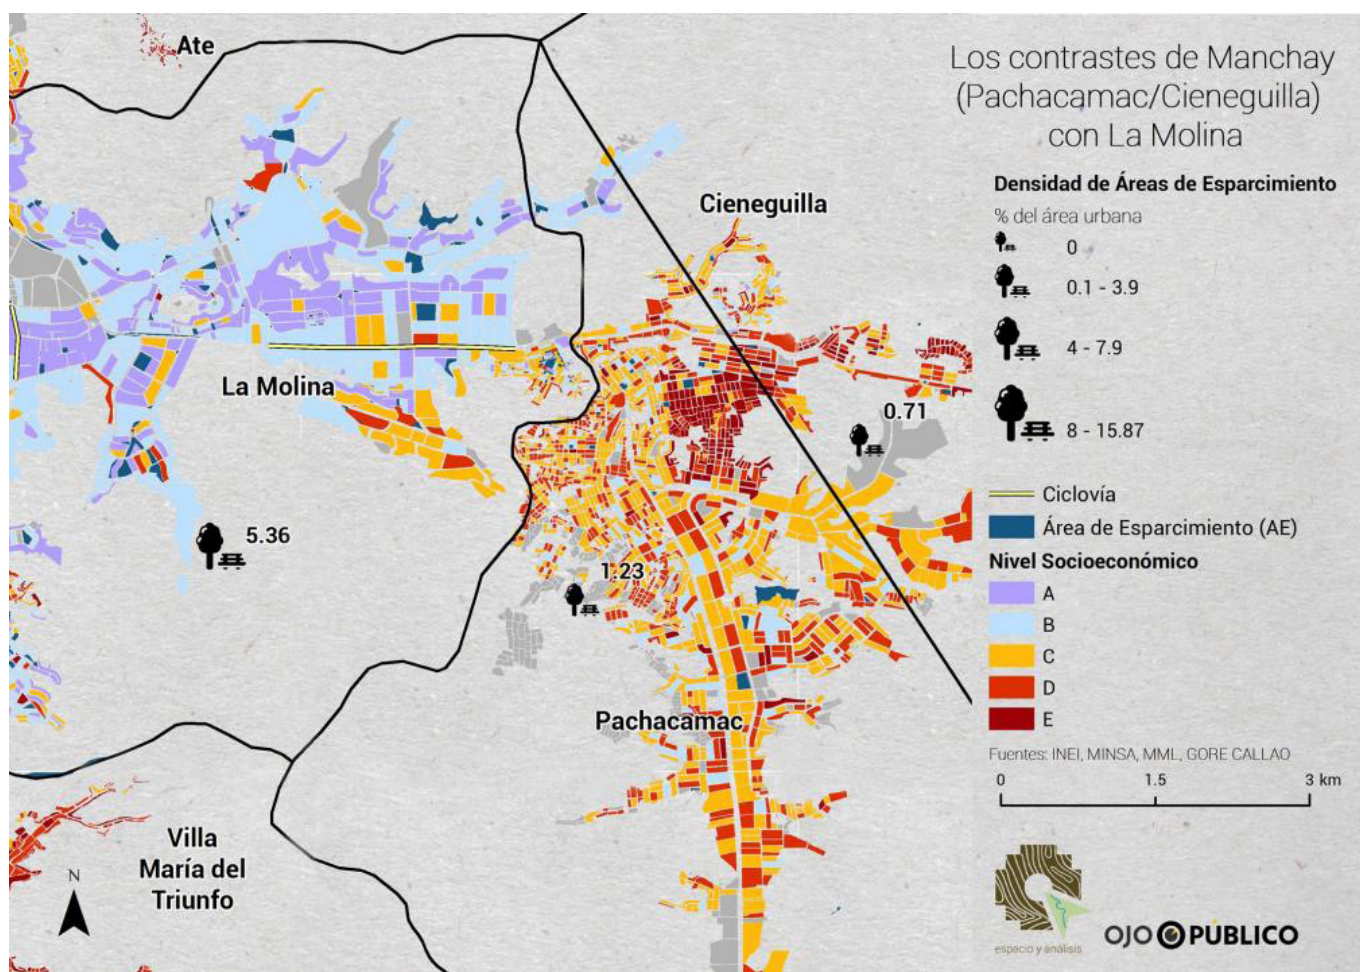 Ate
Los contrastes de Manchay
(Pachacamac/Cieneguilla)
con La Molina
Densidad de Áreas de Esparcimiento
% del área urbana
0
0.1 - 3.9
4 - 7.9
8 - 15.87
Ciclovía
Área de Esparcimiento (AE)
Nivel Socioeconómico
A
B
C
D
E
Fuentes: INEI, MINSA, MML, GORE CALLAO
0 1.5 3 km
Cieneguilla
La Molina
0.71
5.36
1.23
Pachacamac
Villa
María del
Triunfo
N
espacio y análisis
OJO PÚBLICO